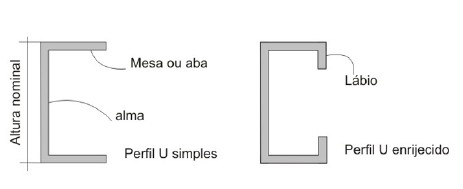 Altura nominal
Mesa ou aba
alma
Perfil U simples
Lábio
Perfil U enrijecido